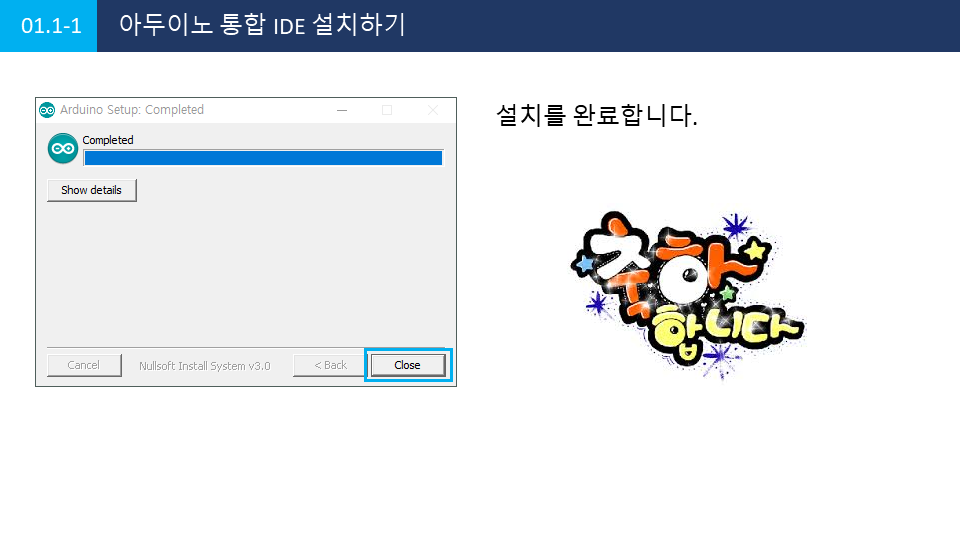 01.1-1 아두이노 통합 IDE 설치하기
Arduino Setup: Completed
Completed
Show details
Cancel
Nullsoft Install System v3.0
< Back
Close
설치를 완료합니다.
축하
합니다